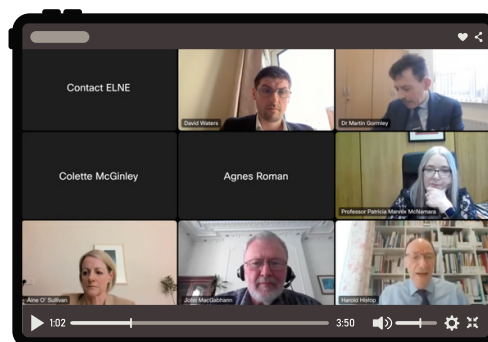 Contact ELNE
David Waters
Dr Martin Gormley
Colette McGinley
Agnes Roman
Professor Patricia Mannix McNamara
Áine O' Sullivan
John MacGabhann
Harold Hislop
1:02
3:50